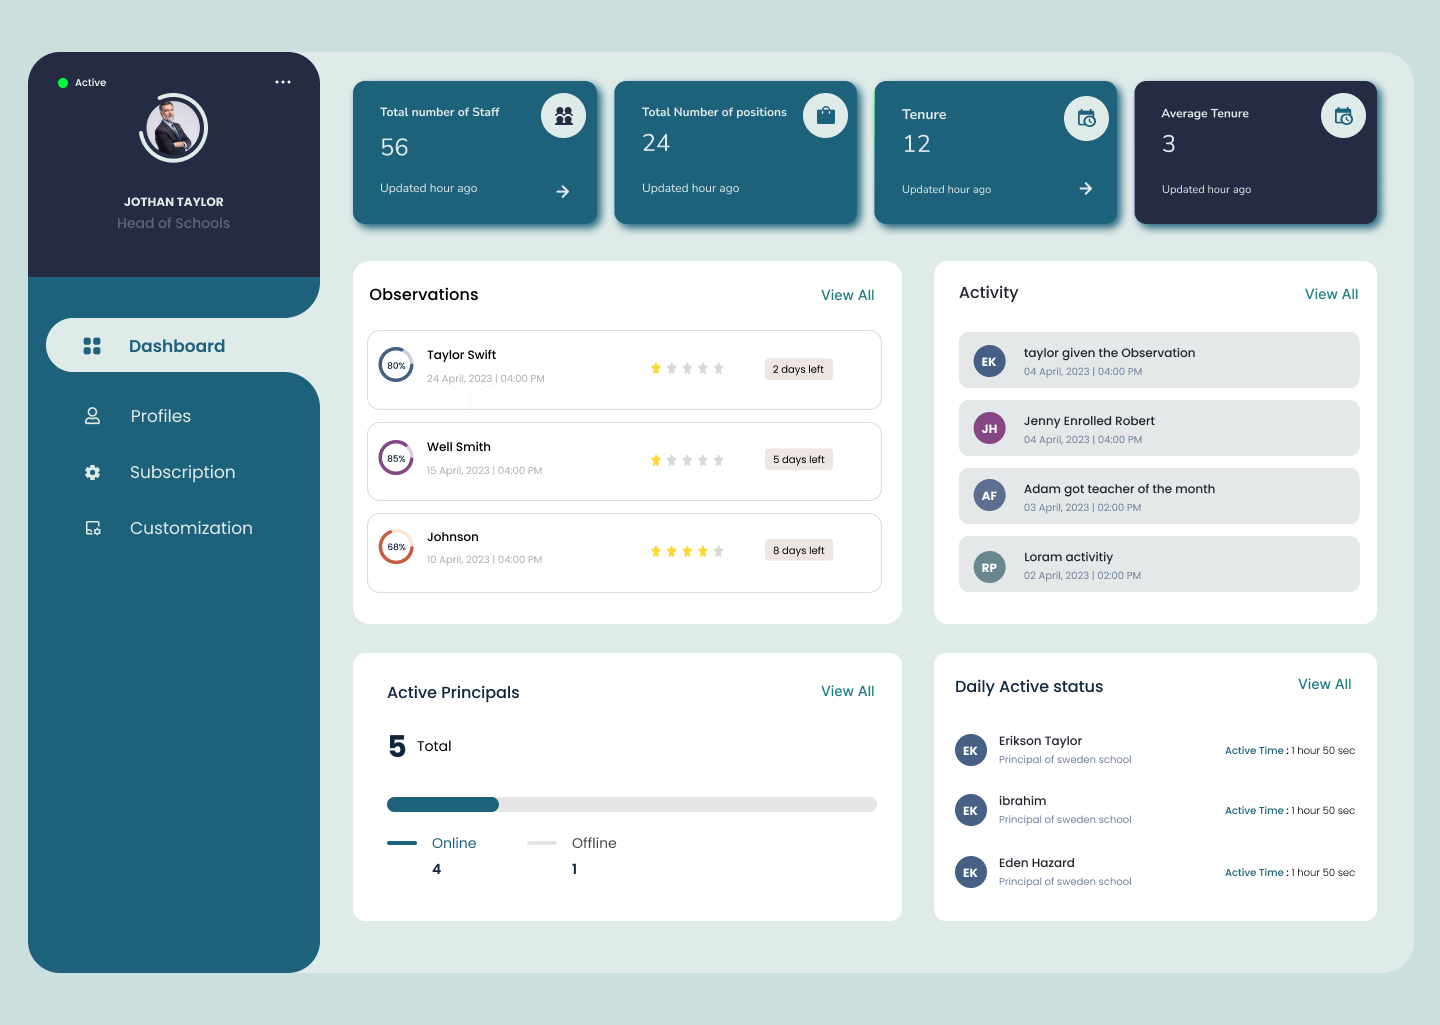 Active
JOTHAN TAYLOR
Head of Schools
Dashboard
Profiles
Subscription
Customization
Total number of Staff
56
Updated hour ago
Total Number of positions
24
Updated hour ago
Tenure
12
Updated hour ago
Average Tenure
3
Updated hour ago
Observations
View All
80%
Taylor Swift
24 April, 2023 | 04:00 PM
2 days left
85%
Well Smith
15 April, 2023 | 04:00 PM
5 days left
68%
Johnson
10 April, 2023 | 04:00 PM
8 days left
Activity
View All
EK
taylor given the Observation
04 April, 2023 | 04:00 PM
JH
Jenny Enrolled Robert
04 April, 2023 | 04:00 PM
AF
Adam got teacher of the month
03 April, 2023 | 02:00 PM
RP
Loram activitiy
02 April, 2023 | 02:00 PM
Active Principals
View All
5 Total
Online
4
Offline
1
Daily Active status
View All
EK
Erikson Taylor
Principal of sweden school
Active Time : 1 hour 50 sec
EK
ibrahim
Principal of sweden school
Active Time : 1 hour 50 sec
EK
Eden Hazard
Principal of sweden school
Active Time : 1 hour 50 sec